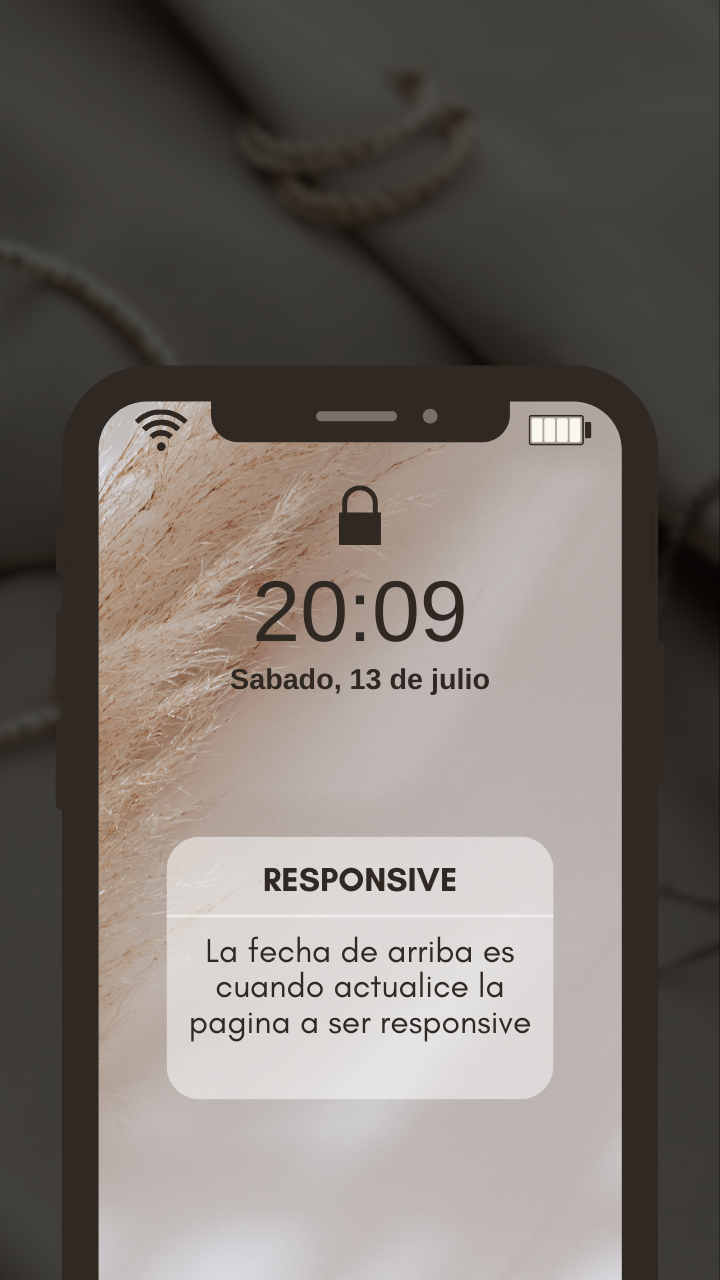 20:09
Sabado, 13 de julio
RESPONSIVE
La fecha de arriba es
cuando actualice la
pagina a ser responsive